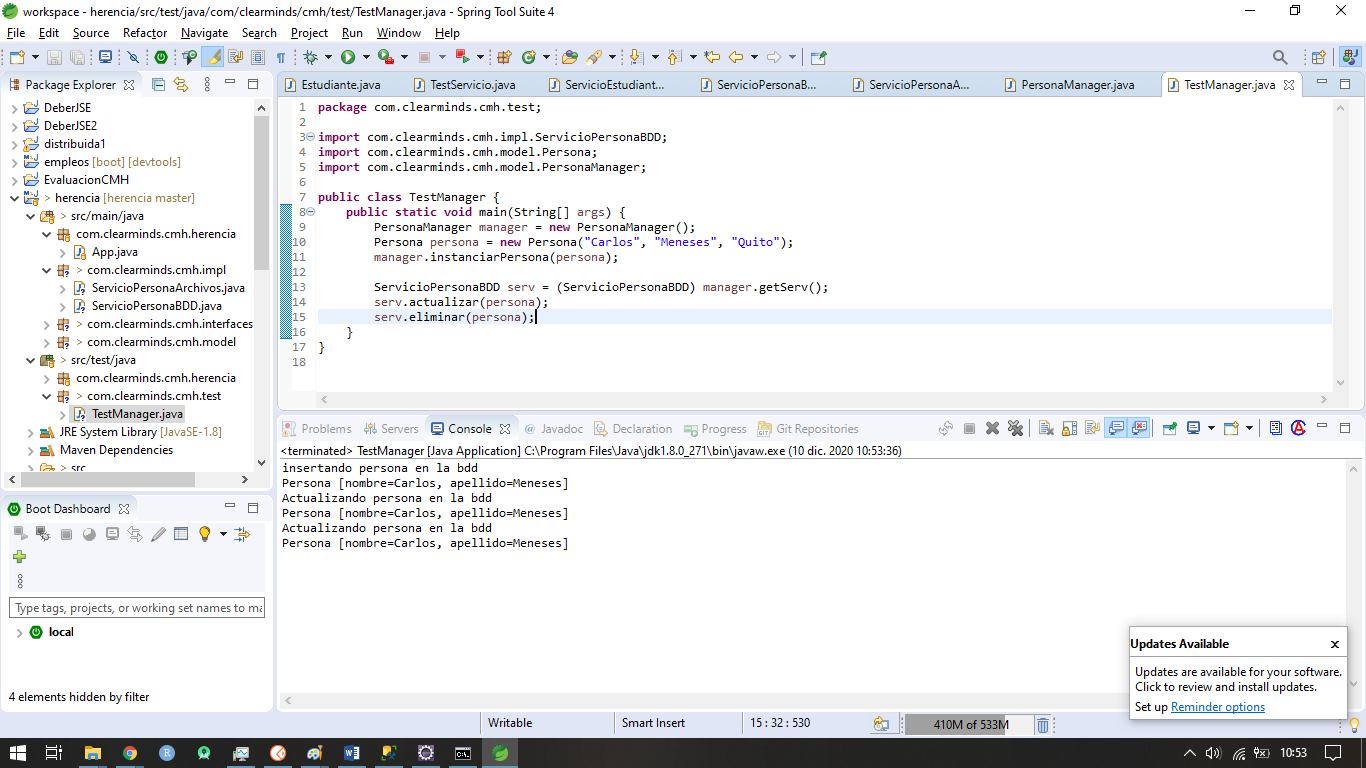 workspace - herencia/src/test/java/com/clearminds/cmh/test/TestManager.java - Spring Tool Suite 4
File Edit Source Refactor Navigate Search Project Run Window Help
Package Explorer
DeberJSE
DeberJSE2
distribuida1
empleos [boot] [devtools]
EvaluacionCMH
> herencia [herencia master]
> src/main/java
com.clearminds.cmh.herencia
App.java
> com.clearminds.cmh.impl
> ServicioPersonaArchivos.java
> ServicioPersonaBDD.java
> com.clearminds.cmh.interfaces
> com.clearminds.cmh.model
> src/test/java
com.clearminds.cmh.herencia
> com.clearminds.cmh.test
> TestManager.java
JRE System Library [JavaSE-1.8]
Maven Dependencies
> src
Boot Dashboard
Type tags, projects, or working set names to ma
local
4 elements hidden by filter
Estudiante.java TestServicio.java ServicioEstudiant... ServicioPersonaB... ServicioPersonaA... PersonaManager.java TestManager.java
1 package com.clearminds.cmh.test;
2
3 import com.clearminds.cmh.impl.ServicioPersonaBDD;
4 import com.clearminds.cmh.model.Persona;
5 import com.clearminds.cmh.model.PersonaManager;
6
7 public class TestManager {
8 public static void main(String[] args) {
9 PersonaManager manager = new PersonaManager();
10 Persona persona = new Persona("Carlos", "Meneses", "Quito");
11 manager.instanciarPersona(persona);
12
13 ServicioPersonaBDD serv = (ServicioPersonaBDD) manager.getServ();
14 serv.actualizar(persona);
15 serv.eliminar(persona);
16 }
17 }
18
Problems Servers Console Javadoc Declaration Progress Git Repositories
<terminated> TestManager [Java Application] C:\Program Files\Java\jdk1.8.0_271\bin\javaw.exe (10 dic. 2020 10:53:36)
insertando persona en la bdd
Persona [nombre=Carlos, apellido=Meneses]
Actualizando persona en la bdd
Persona [nombre=Carlos, apellido=Meneses]
Actualizando persona en la bdd
Persona [nombre=Carlos, apellido=Meneses]
Updates Available x
Updates are available for your software.
Click to review and install updates.
Set up Reminder options
Writable Smart Insert 15 : 32 : 530 410M of 533M
10:53